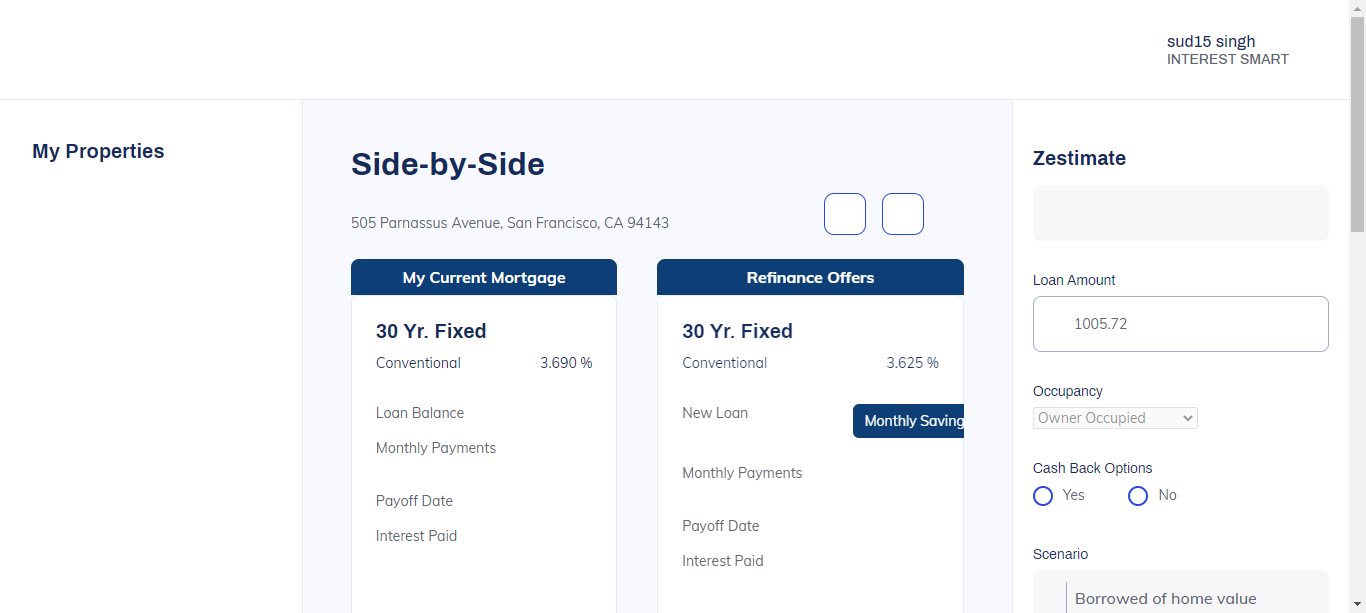 sud15 singh
INTEREST SMART
My Properties
Side-by-Side
505 Parnassus Avenue, San Francisco, CA 94143
My Current Mortgage
30 Yr. Fixed
Conventional 3.690 %
Loan Balance
Monthly Payments
Payoff Date
Interest Paid
Refinance Offers
30 Yr. Fixed
Conventional 3.625 %
New Loan
Monthly Saving
Monthly Payments
Payoff Date
Interest Paid
Zestimate
Loan Amount
1005.72
Occupancy
Owner Occupied
Cash Back Options
Yes No
Scenario
Borrowed of home value